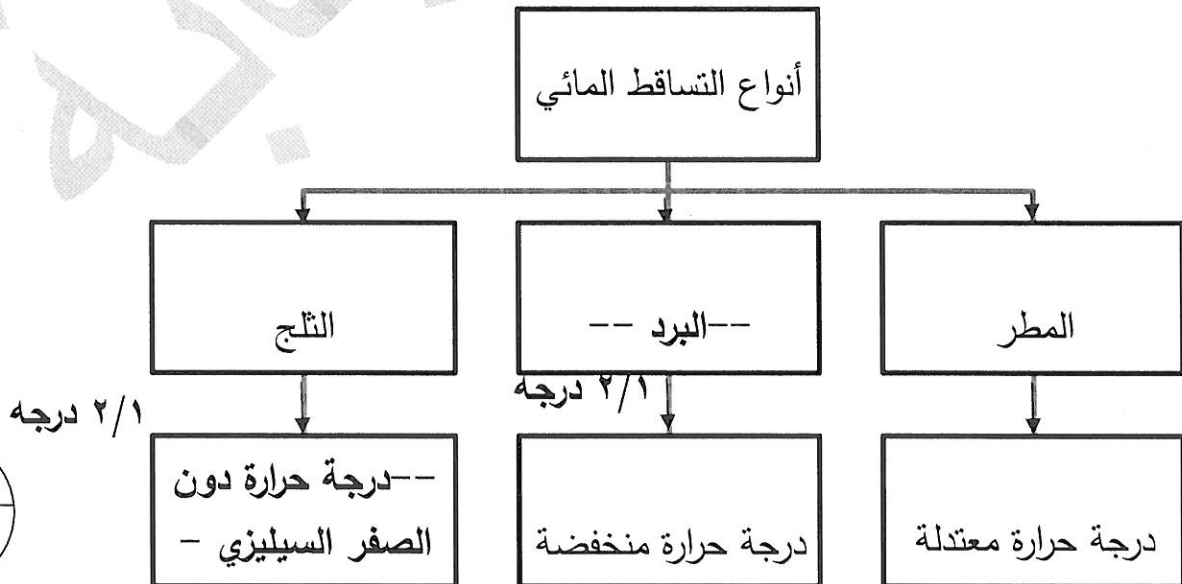 أنواع التساقط المائي
المطر
--البرد --
الثلج
٢/١ درجه
٢/١ درجه
درجة حرارة معتدلة
درجة حرارة منخفضة
--درجة حرارة دون
الصفر السيليزي -